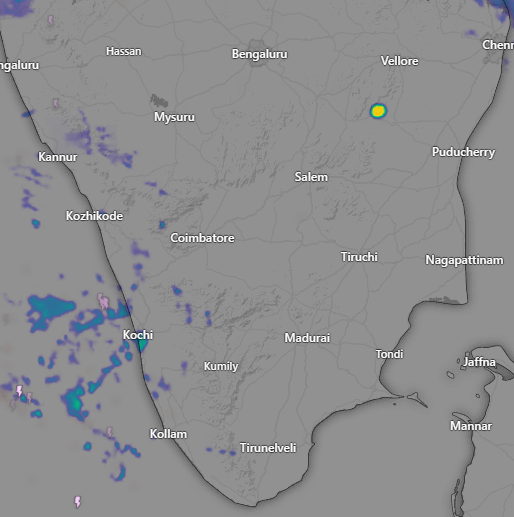 Hassan
Bengaluru
Chenn
ngaluru
Vellore
Mysuru
Kannur
Puducherry
Salem
Kozhikode
Coimbatore
Tiruchi
Nagapattinam
Kochi
Madurai
Tondi
Kumily
Jaffna
Mannar
Kollam
Tirunelveli